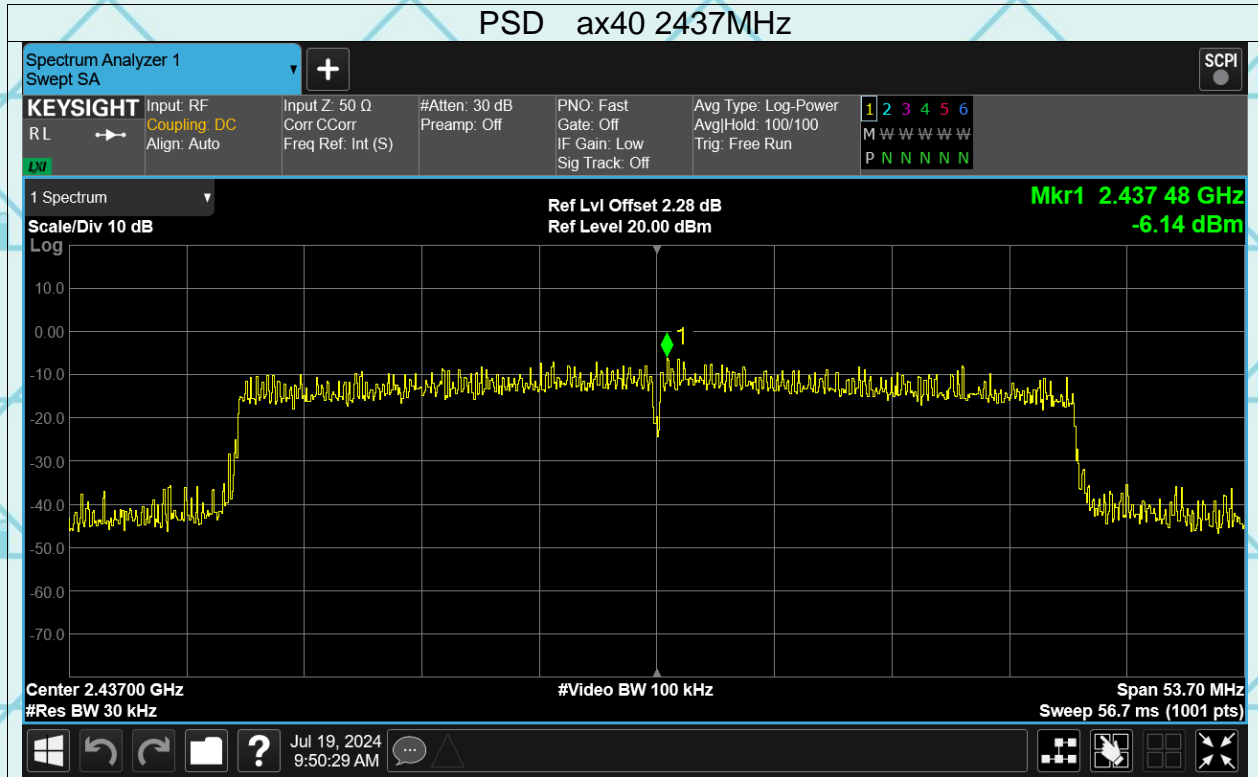 PSD ax40 2437MHz
Spectrum Analyzer 1
Swept SA
SCPI
KEYSIGHT
RL
LXI
Input: RF
Coupling: DC
Align: Auto
Input Z: 50 Ω
Corr CCorr
Freq Ref: Int (S)
#Atten: 30 dB
Preamp: Off
PNO: Fast
Gate: Off
IF Gain: Low
Sig Track: Off
Avg Type: Log-Power
Avg|Hold: 100/100
Trig: Free Run
1 2 3 4 5 6
M W W W W W
P N N N N N
1 Spectrum
Scale/Div 10 dB
Ref Lvl Offset 2.28 dB
Ref Level 20.00 dBm
Mkr1 2.437 48 GHz
-6.14 dBm
Log
10.0
0.00
-10.0
-20.0
-30.0
-40.0
-50.0
-60.0
-70.0
1
Center 2.43700 GHz
#Video BW 100 kHz
Span 53.70 MHz
#Res BW 30 kHz
Sweep 56.7 ms (1001 pts)
?
Jul 19, 2024
9:50:29 AM